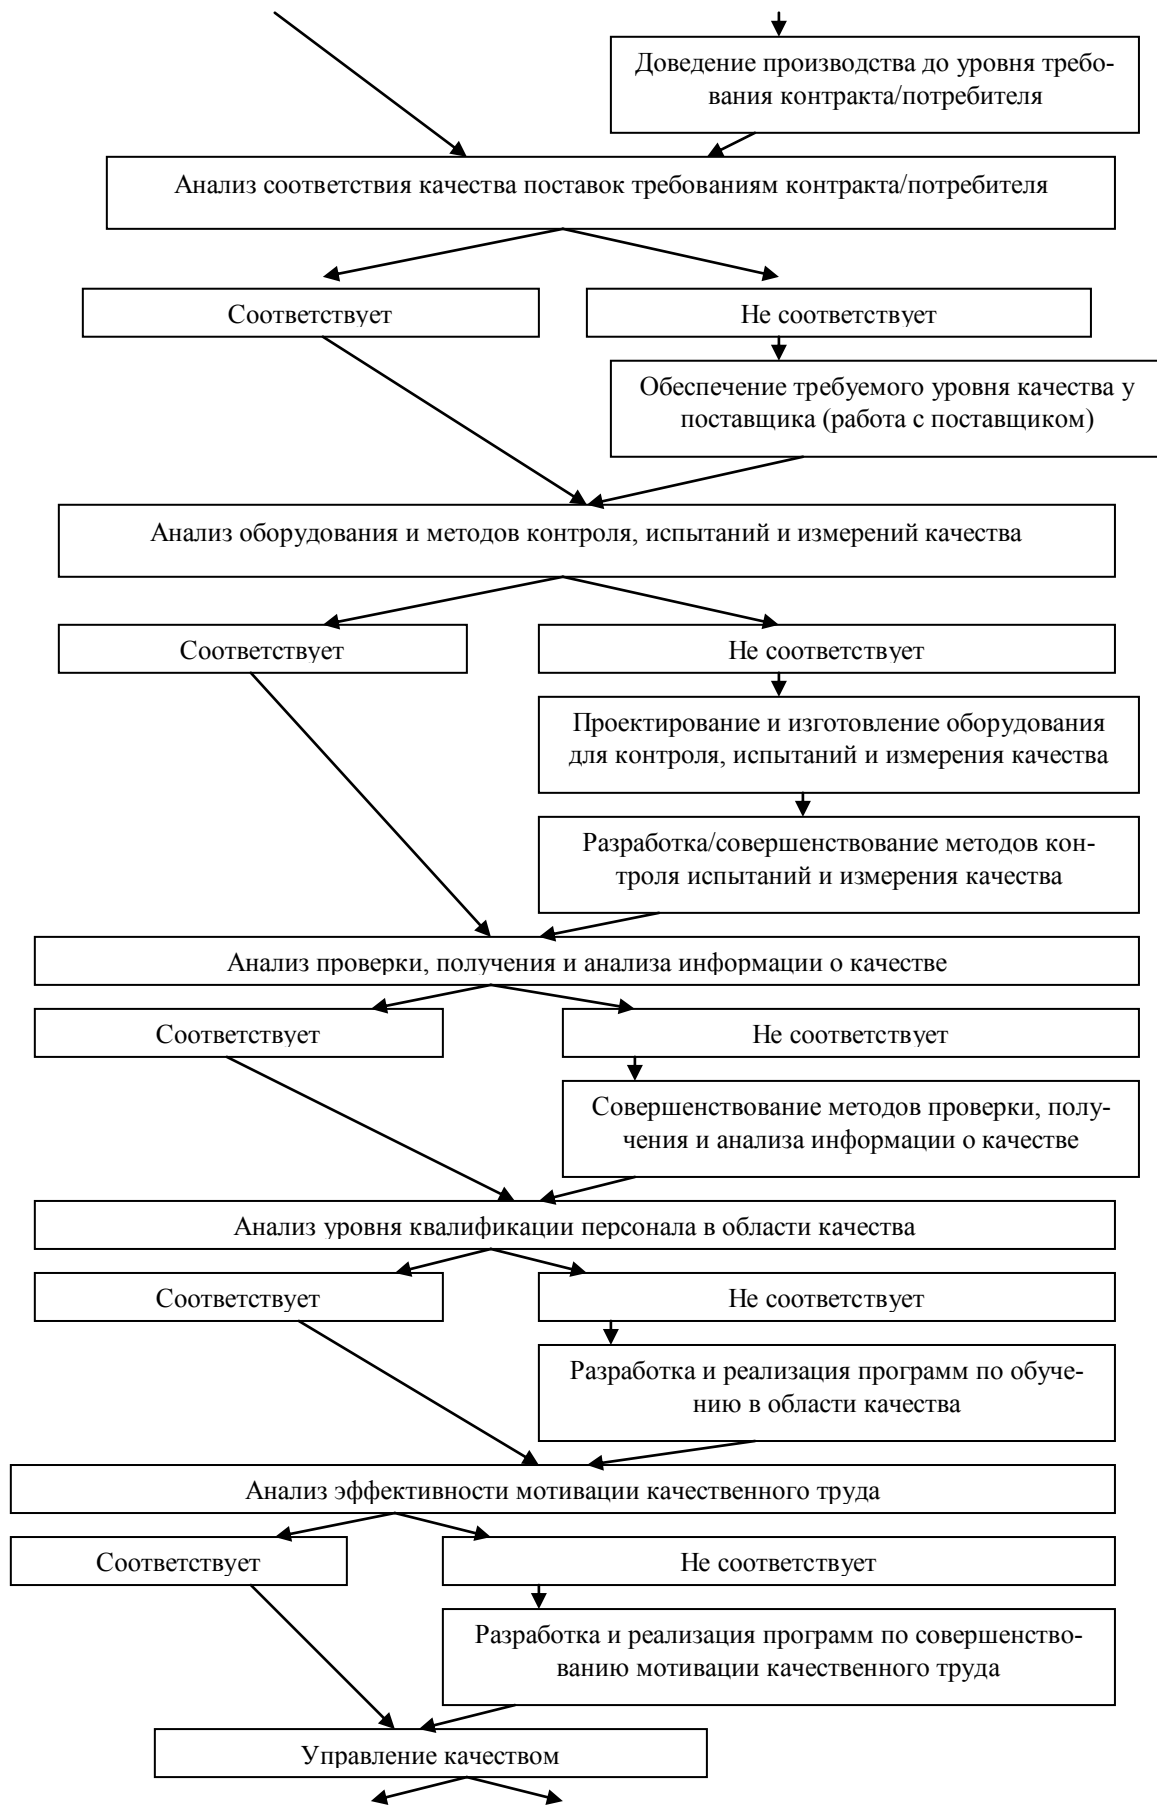 Доведение производства до уровня требо-
вания контракта/потребителя
Анализ соответствия качества поставок требованиям контракта/потребителя
Соответствует
Не соответствует
Обеспечение требуемого уровня качества у
поставщика (работа с поставщиком)
Анализ оборудования и методов контроля, испытаний и измерений качества
Соответствует
Не соответствует
Проектирование и изготовление оборудования
для контроля, испытаний и измерения качества
Разработка/совершенствование методов кон-
троля испытаний и измерения качества
Анализ проверки, получения и анализа информации о качестве
Соответствует
Не соответствует
Совершенствование методов проверки, полу-
чения и анализа информации о качестве
Анализ уровня квалификации персонала в области качества
Соответствует
Не соответствует
Разработка и реализация программ по обуче-
нию в области качества
Анализ эффективности мотивации качественного труда
Соответствует
Не соответствует
Разработка и реализация программ по совершенство-
ванию мотивации качественного труда
Управление качеством